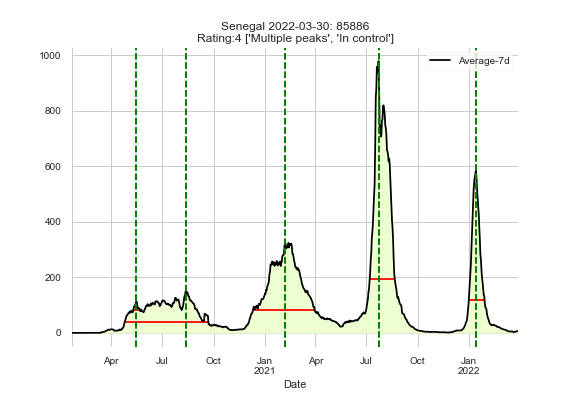 Senegal 2022-03-30: 85886
Rating:4 ['Multiple peaks', 'In control']
Average-7d
1000
800
600
400
200
0
Apr Jul Oct Jan Apr Jul Oct Jan
2021 2022
Date